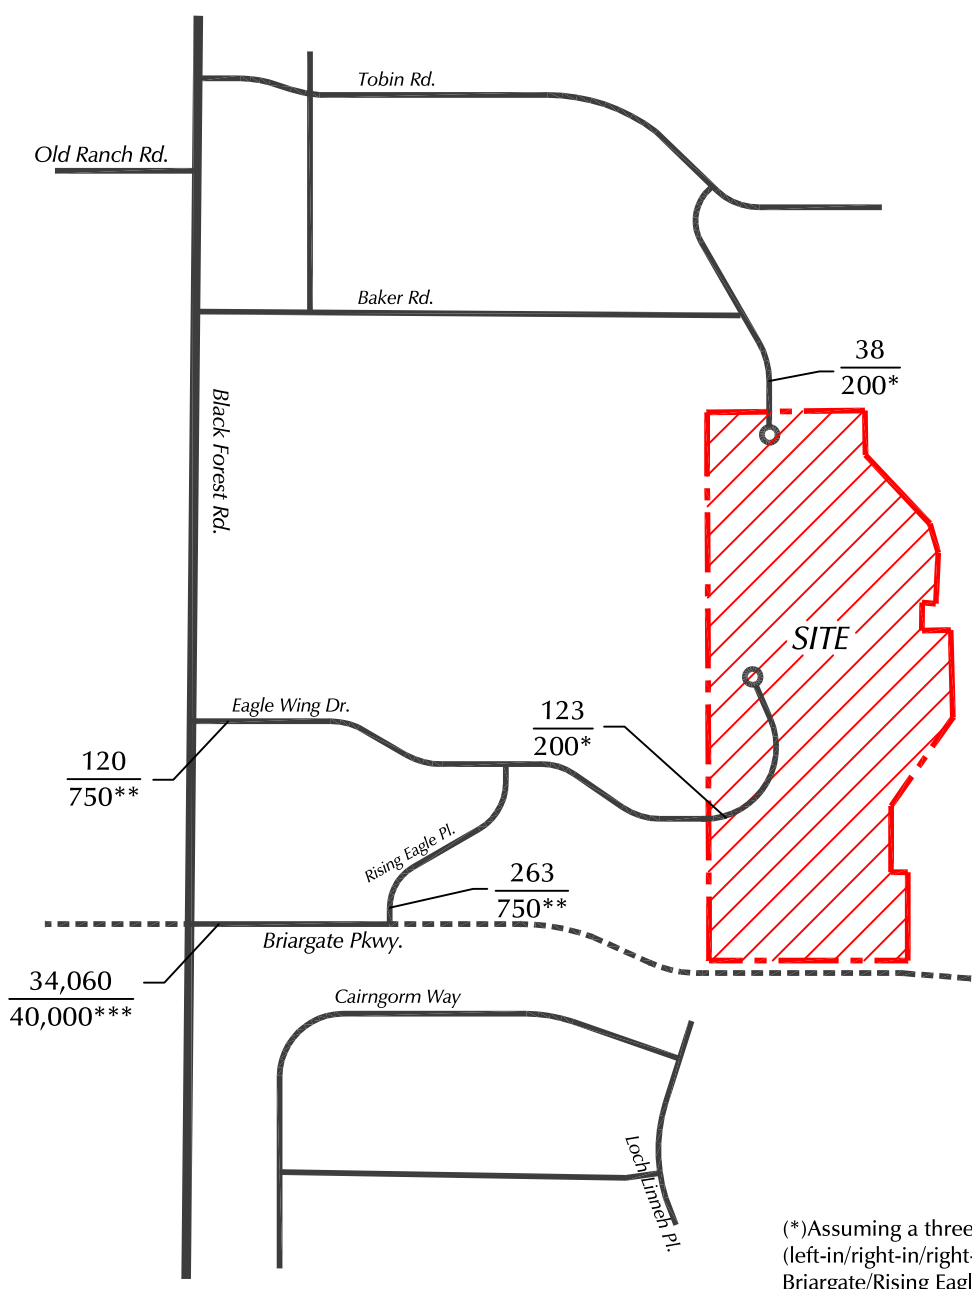 Tobin Rd.
Old Ranch Rd.
Baker Rd.
38
200*
Black Forest Rd.
SITE
Eagle Wing Dr.
123
200*
120
750**
Rising Eagle Pl.
263
750**
Briargate Pkwy.
34,060
40,000***
Cairngorm Way
Loch Linneh Pl.
(*)Assuming a three
(left-in/right-in/right-
Briargate/Rising Eagl